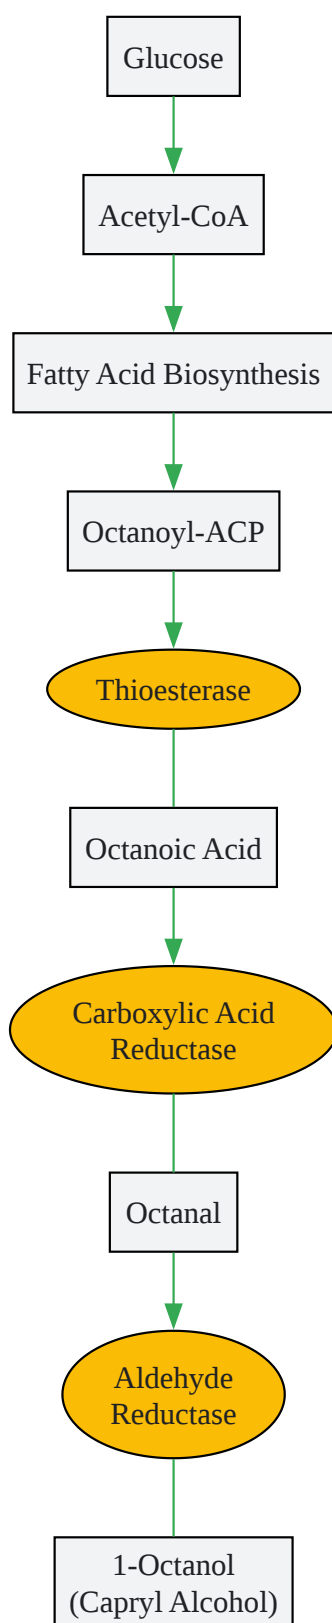 Glucose
Acetyl-CoA
Fatty Acid Biosynthesis
Octanoyl-ACP
Thioesterase
Octanoic Acid
Carboxylic Acid
Reductase
Octanal
Aldehyde
Reductase
1-Octanol
(Capryl Alcohol)